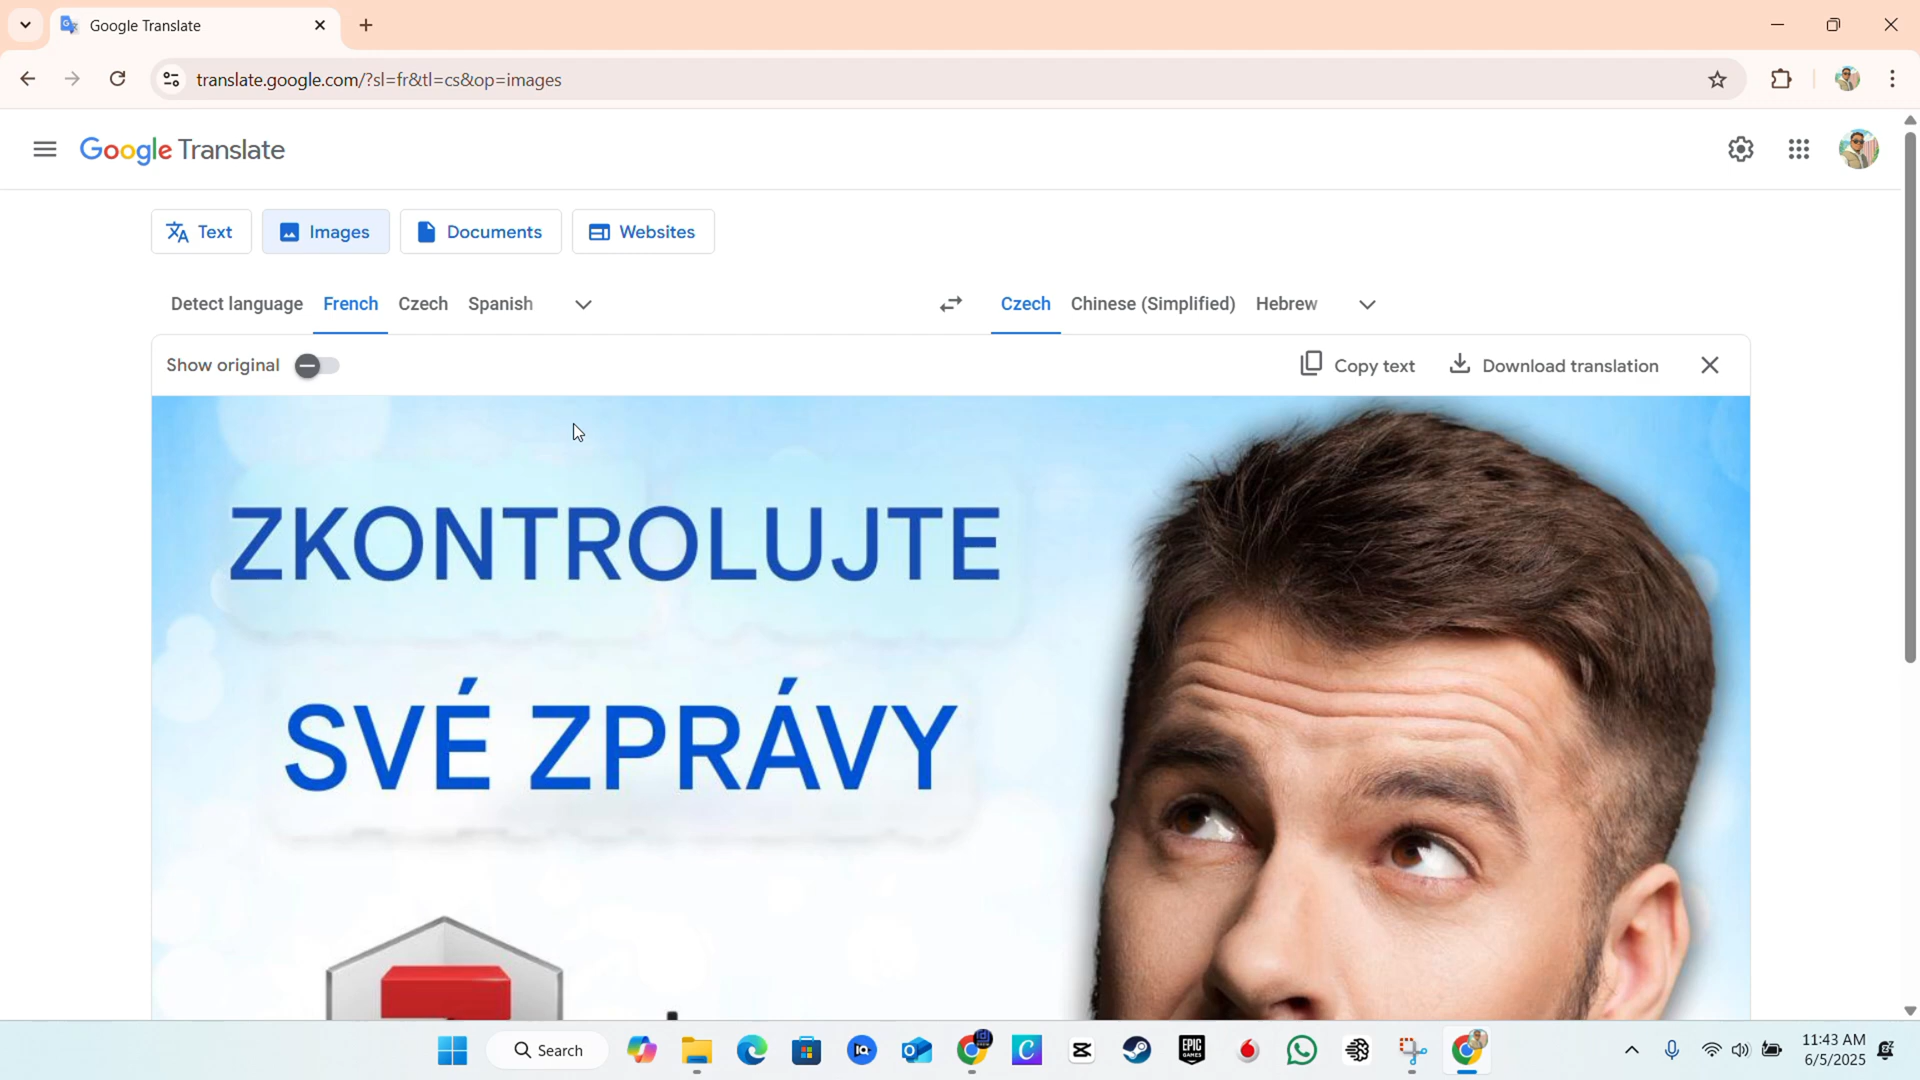 Google Translate
translate.google.com/?sl=fr&tl=cs&op=images
Google Translate
Text Images Documents Websites
Detect language French Czech Spanish Czech Chinese (Simplified) Hebrew
Show original Copy text Download translation
ZKONTROLUJTE
SVÉ ZPRÁVY
Search
EPIC
GAMES
11:43 AM
6/5/2025